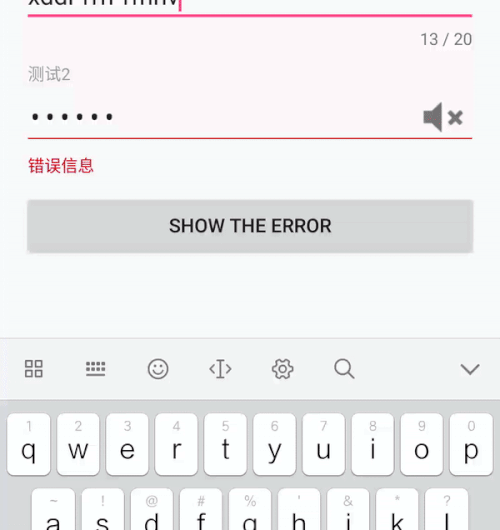 13 / 20
测试2
••••••
错误信息
SHOW THE ERROR
1 2 3 4 5 6 7 8 9 0
q w e r t y u i o p
~ ! @ # % ' & * ?
a s d f g h j k l